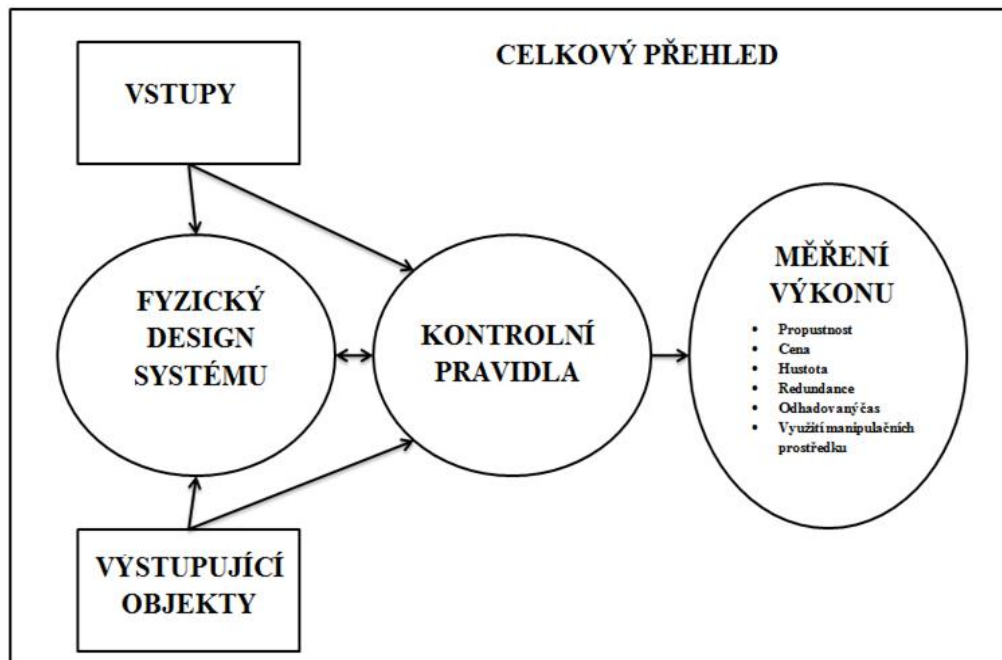 CELKOVÝ PŘEHLED
VSTUPY
FYZICKÝ
DESIGN
SYSTÉMU
KONTROLNÍ
PRAVIDLA
MĚŘENÍ
VÝKONU
• Propustnost
• Cena
• Hustota
• Redundance
• Odhadovaný čas
• Využití manipulačních
prostředku
VYSTUPUJÍCÍ
OBJEKTY